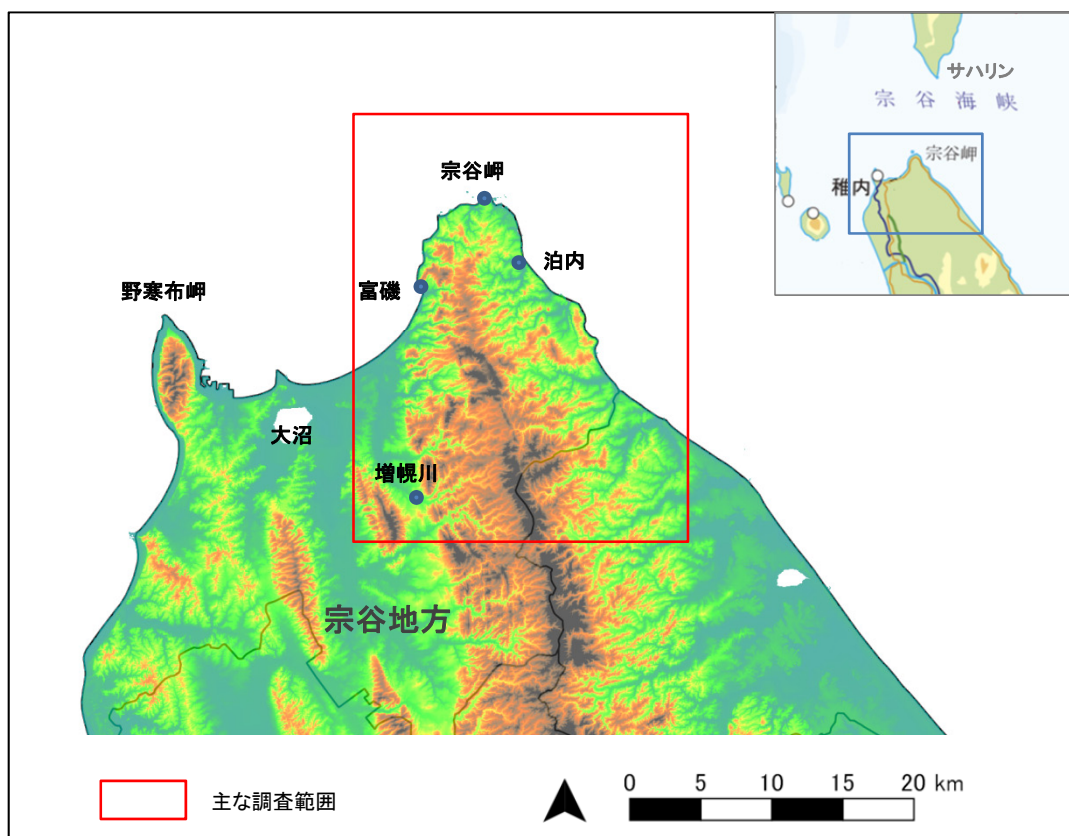 サハリン
宗谷海峡
宗谷岬
稚内
宗谷岬
泊内
富磯
野寒布岬
大沼
増幌川
宗谷地方
主な調査範囲
0 5 10 15 20 km